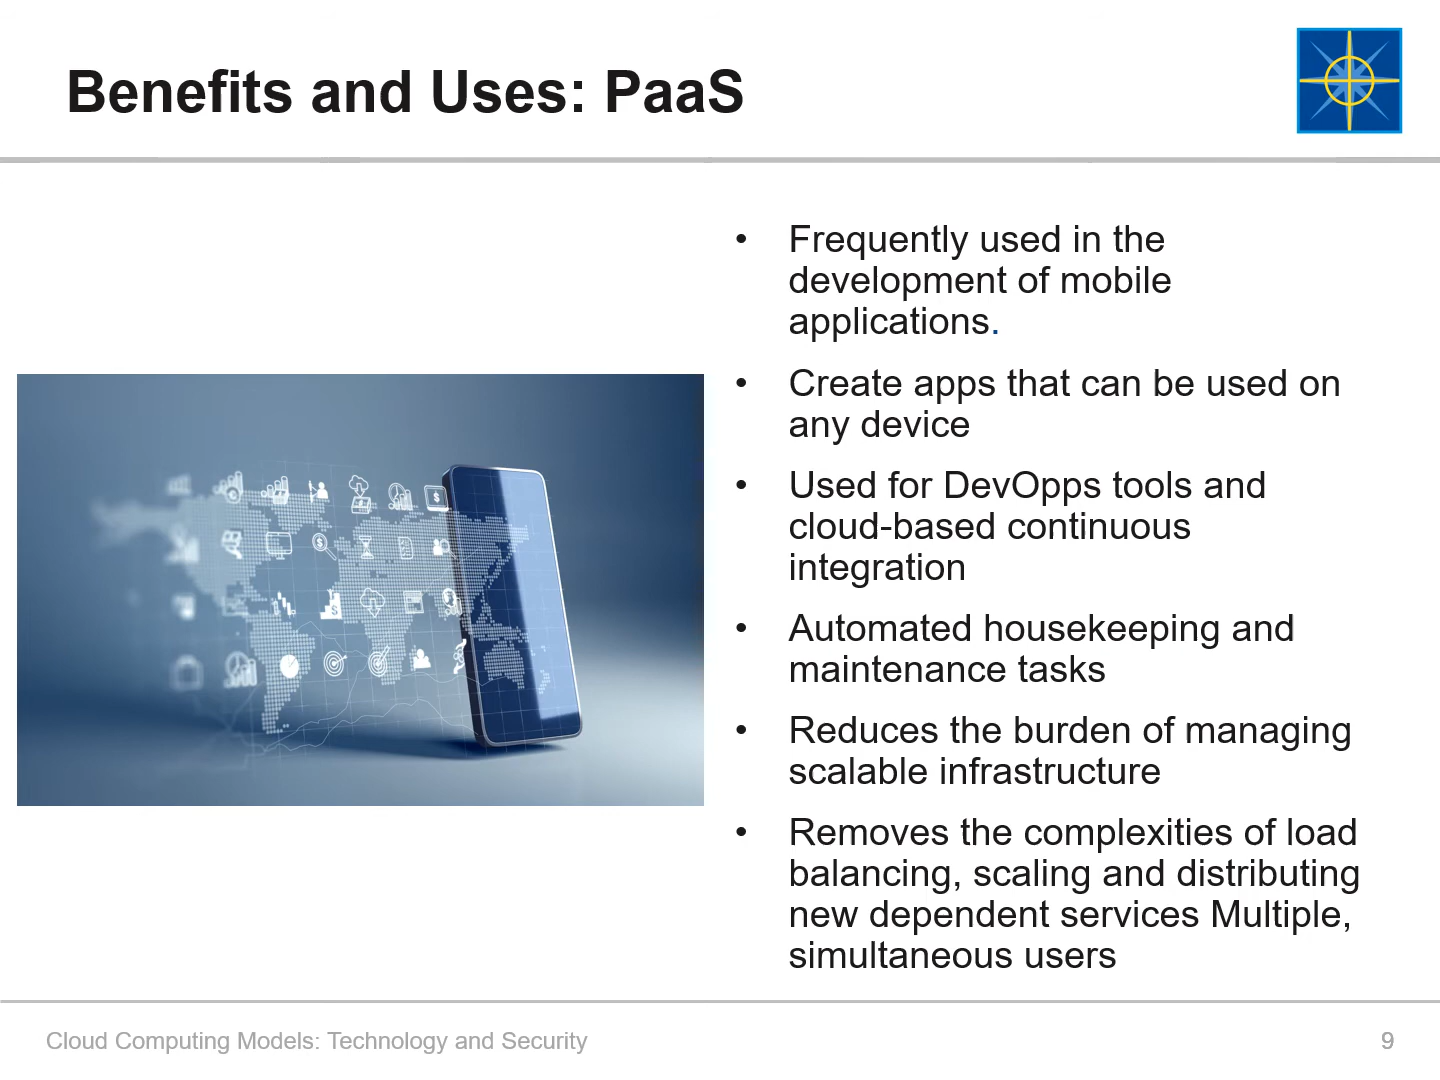 Benefits and Uses: PaaS
• Frequently used in the
development of mobile
applications.
• Create apps that can be used on
any device
• Used for DevOpps tools and
cloud-based continuous
integration
• Automated housekeeping and
maintenance tasks
• Reduces the burden of managing
scalable infrastructure
• Removes the complexities of load
balancing, scaling and distributing
new dependent services Multiple,
simultaneous users
Cloud Computing Models: Technology and Security
9